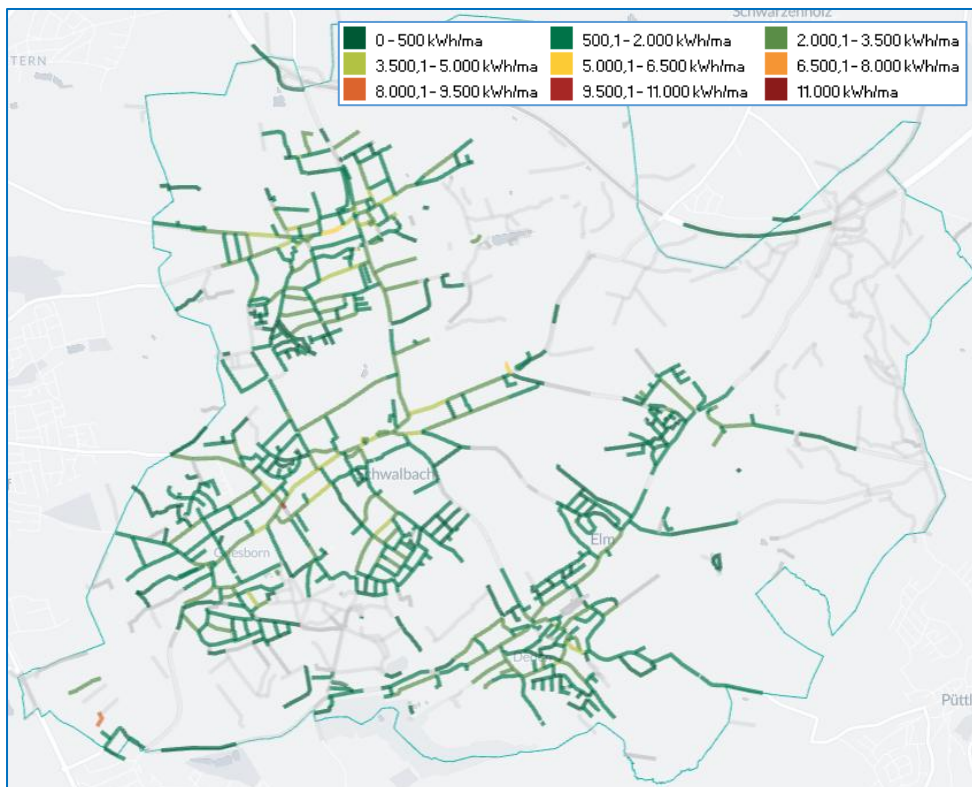 Schwarzenholz
TERN
0 – 500 kWh/ma
500,1 – 2.000 kWh/ma
2.000,1 – 3.500 kWh/ma
3.500,1 – 5.000 kWh/ma
5.000,1 – 6.500 kWh/ma
6.500,1 – 8.000 kWh/ma
8.000,1 – 9.500 kWh/ma
9.500,1 – 11.000 kWh/ma
11.000 kWh/ma
chwalbach
Elm
Püttl